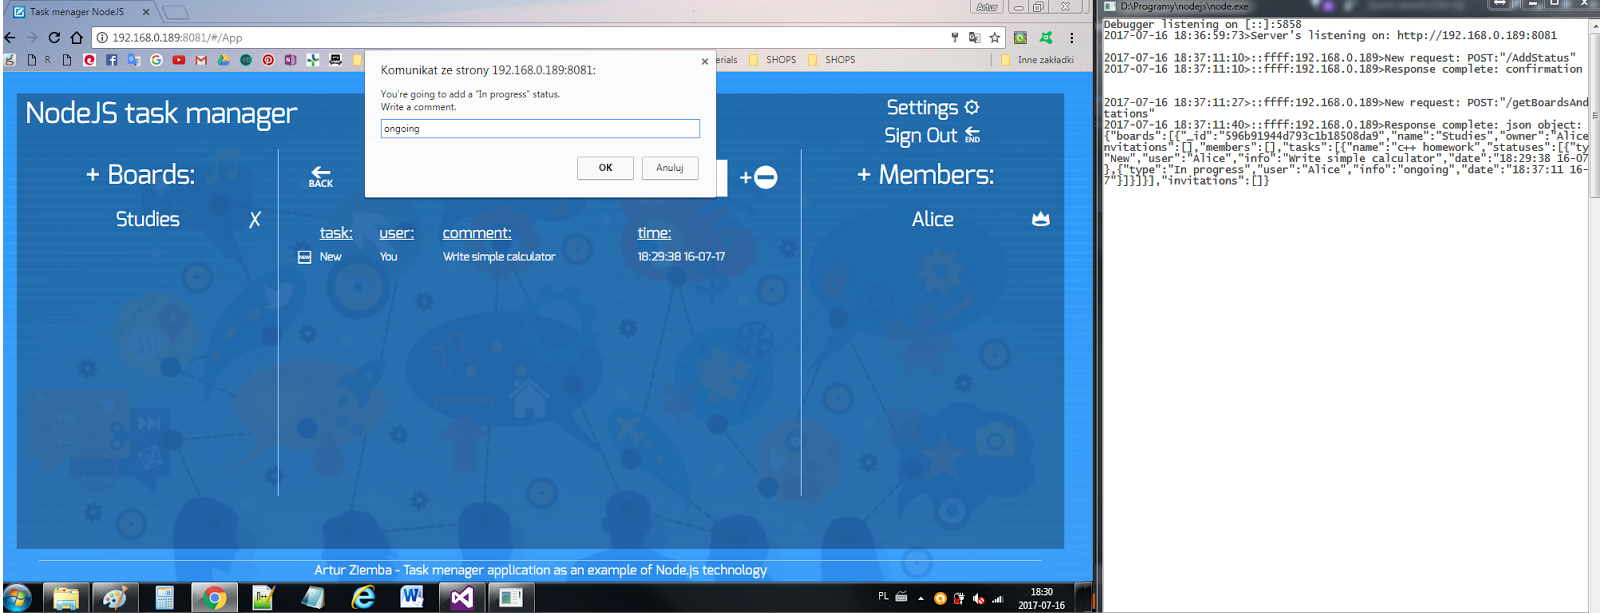 Task menager NodeJS
Artur
192.168.0.189:8081/#/App
R
erials
SHOPS
SHOPS
Inne zakładki
Komunikat ze strony 192.168.0.189:8081:
You're going to add a "In progress" status.
Write a comment.
ongoing
OK
Anuluj
NodeJS task manager
Settings
Sign Out
END
+ Boards:
BACK
+
+ Members:
Studies
X
Alice
task:
user:
comment:
time:
NEW
New
You
Write simple calculator
18:29:38 16-07-17
Artur Ziemba - Task menager application as an example of Node.js technology
PL
18:30
2017-07-16
D:\Programy\nodejs\node.exe
Debugger listening on [::]:5858
2017-07-16 18:36:59:73>Server's listening on: http://192.168.0.189:8081
2017-07-16 18:37:11:10>::ffff:192.168.0.189>New request: POST:"/AddStatus"
2017-07-16 18:37:11:10>::ffff:192.168.0.189>Response complete: confirmation
2017-07-16 18:37:11:27>::ffff:192.168.0.189>New request: POST:"/getBoardsAnd
tations"
2017-07-16 18:37:11:40>::ffff:192.168.0.189>Response complete: json object:
{"boards":[{"_id":"596b91944d793c1b18508da9","name":"Studies","owner":"Alice
nvitations":[],"members":[],"tasks":[{"name":"c++ homework","statuses":[{"ty
"New","user":"Alice","info":"Write simple calculator","date":"18:29:38 16-07
},{"type":"In progress","user":"Alice","info":"ongoing","date":"18:37:11 16-
7"}]}]}],"invitations":[]}